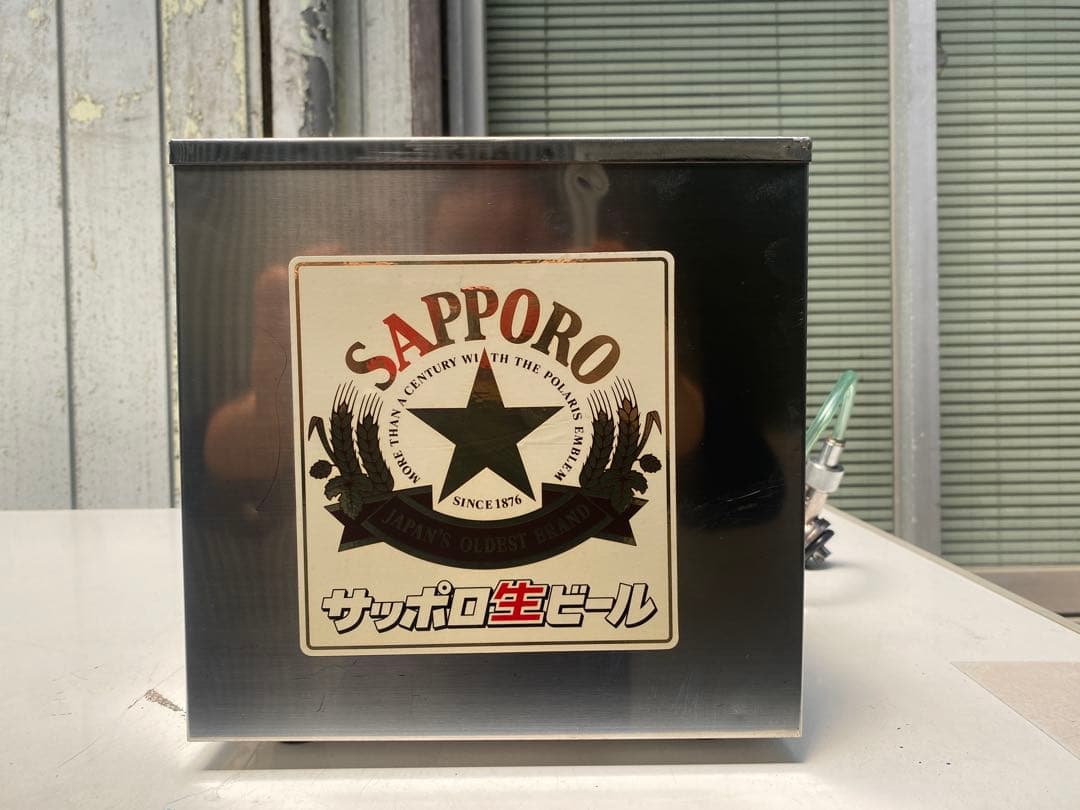 SAPPORO
MORE THAN A CENTURY WITH THE POLARIS EMBLEM
SINCE 1876
JAPAN'S OLDEST BRAND
サッポロ生ビール